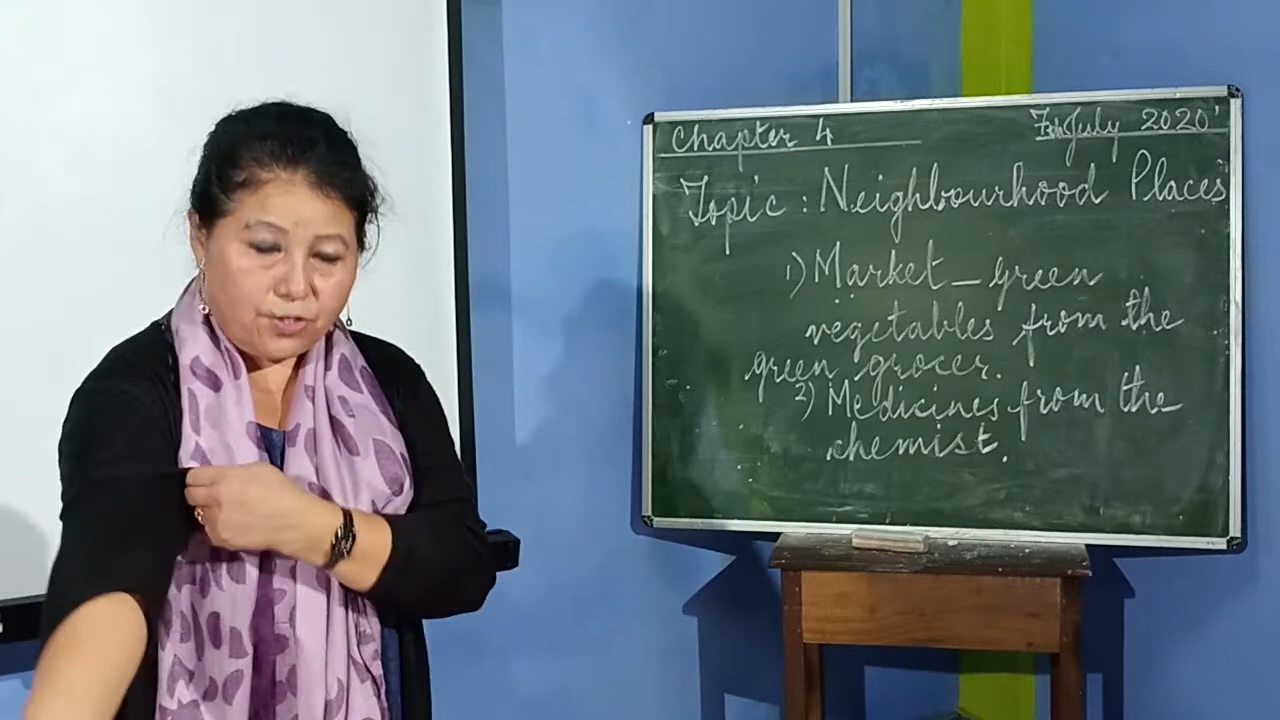 Chapter 4
7th July 2020'
Topic : Neighbourhood Places
1) Market - green
vegetables from the
green grocer.
2) Medicines from the
chemist.